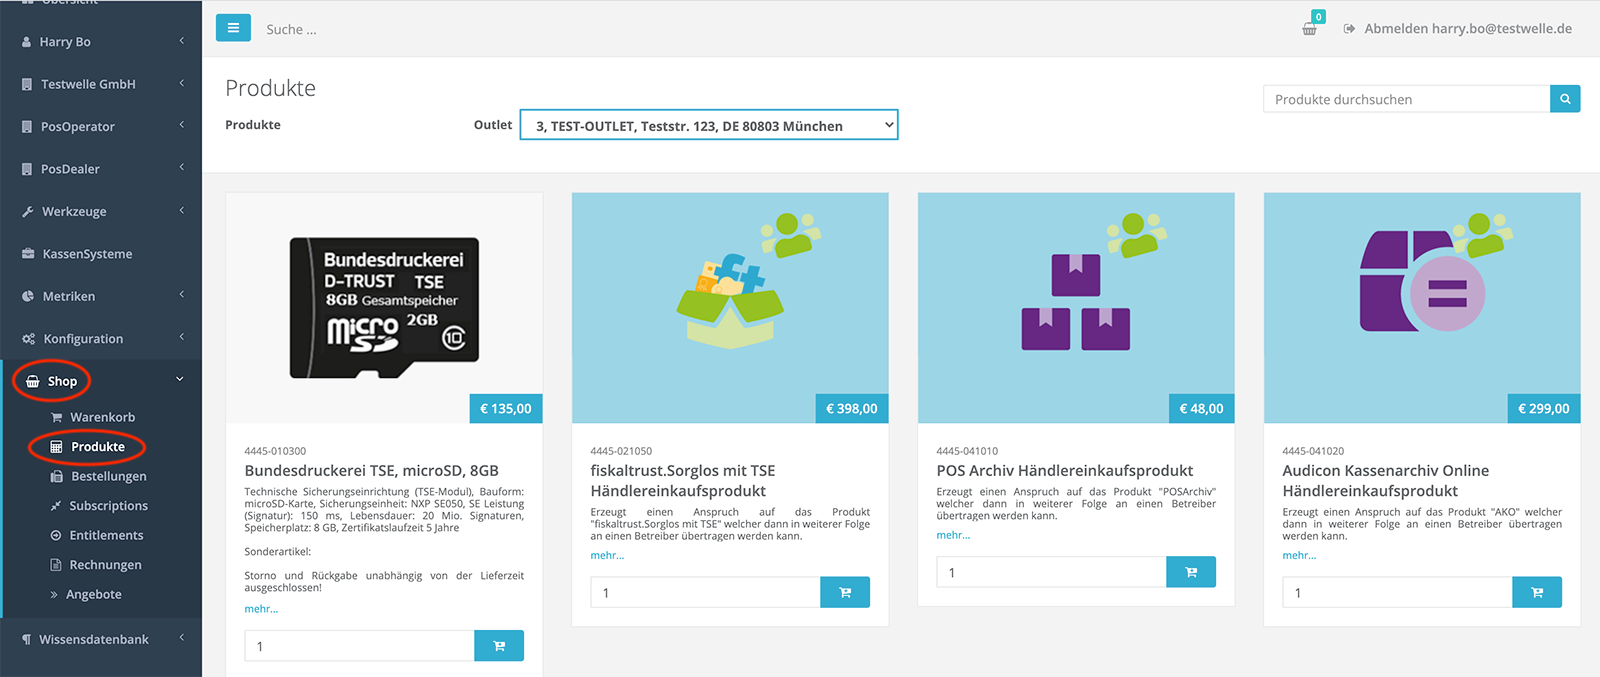 Übersicht
Harry Bo
Testwelle GmbH
PosOperator
PosDealer
Werkzeuge
KassenSysteme
Metriken
Konfiguration
Shop
Warenkorb
Produkte
Bestellungen
Subscriptions
Entitlements
Rechnungen
Angebote
Wissensdatenbank
Suche ...
0
Abmelden harry.bo@testwelle.de
Produkte
Produkte
Outlet
3, TEST-OUTLET, Teststr. 123, DE 80803 München
Produkte durchsuchen
Bundesdruckerei
D-TRUST TSE
8GB Gesamtspeicher
micro SD
2GB
10
€ 135,00
4445-010300
Bundesdruckerei TSE, microSD, 8GB
Technische Sicherungseinrichtung (TSE-Modul), Bauform:
microSD-Karte, Sicherungseinheit: NXP SE050, SE Leistung
(Signatur): 150 ms, Lebensdauer: 20 Mio. Signaturen,
Speicherplatz: 8 GB, Zertifikatslaufzeit 5 Jahre
Sonderartikel:
Storno und Rückgabe unabhängig von der Lieferzeit
ausgeschlossen!
mehr...
1
ft
€ 398,00
4445-021050
fiskaltrust.Sorglos mit TSE
Händlereinkaufsprodukt
Erzeugt einen Anspruch auf das Produkt
"fiskaltrust.Sorglos mit TSE" welcher dann in weiterer Folge
an einen Betreiber übertragen werden kann.
mehr...
1
€ 48,00
4445-041010
POS Archiv Händlereinkaufsprodukt
Erzeugt einen Anspruch auf das Produkt "POSArchiv"
welcher dann in weiterer Folge an einen Betreiber
übertragen werden kann.
mehr...
1
€ 299,00
4445-041020
Audicon Kassenarchiv Online
Händlereinkaufsprodukt
Erzeugt einen Anspruch auf das Produkt "AKO" welcher
dann in weiterer Folge an einen Betreiber übertragen
werden kann.
mehr...
1